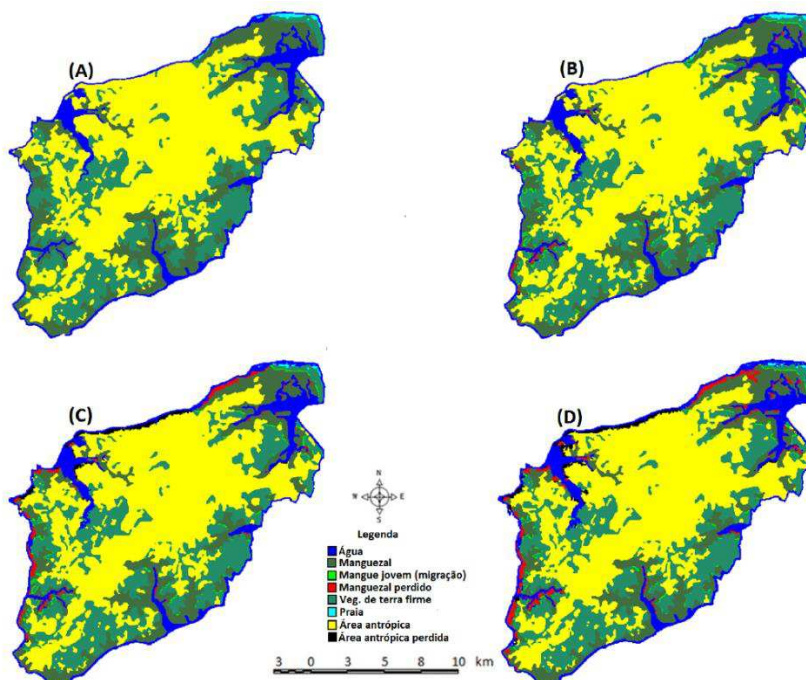 (A)
(B)
(C)
(D)
N
W E
S
Legenda
Água
Manguezal
Mangue jovem (migração)
Manguezal perdido
Veg. de terra firme
Praia
Área antrópica
Área antrópica perdida
3 0 3 5 8 10 km